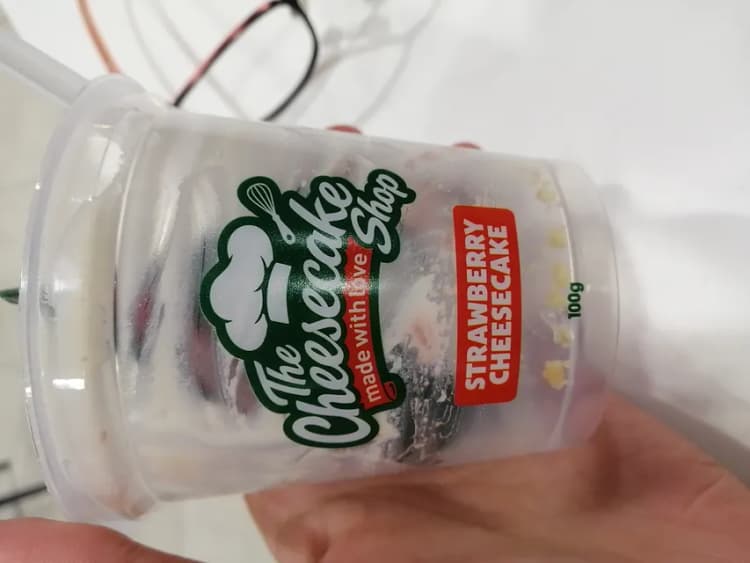 The
Cheesecake
Shop
made with love
STRAWBERRY
CHEESECAKE
100g